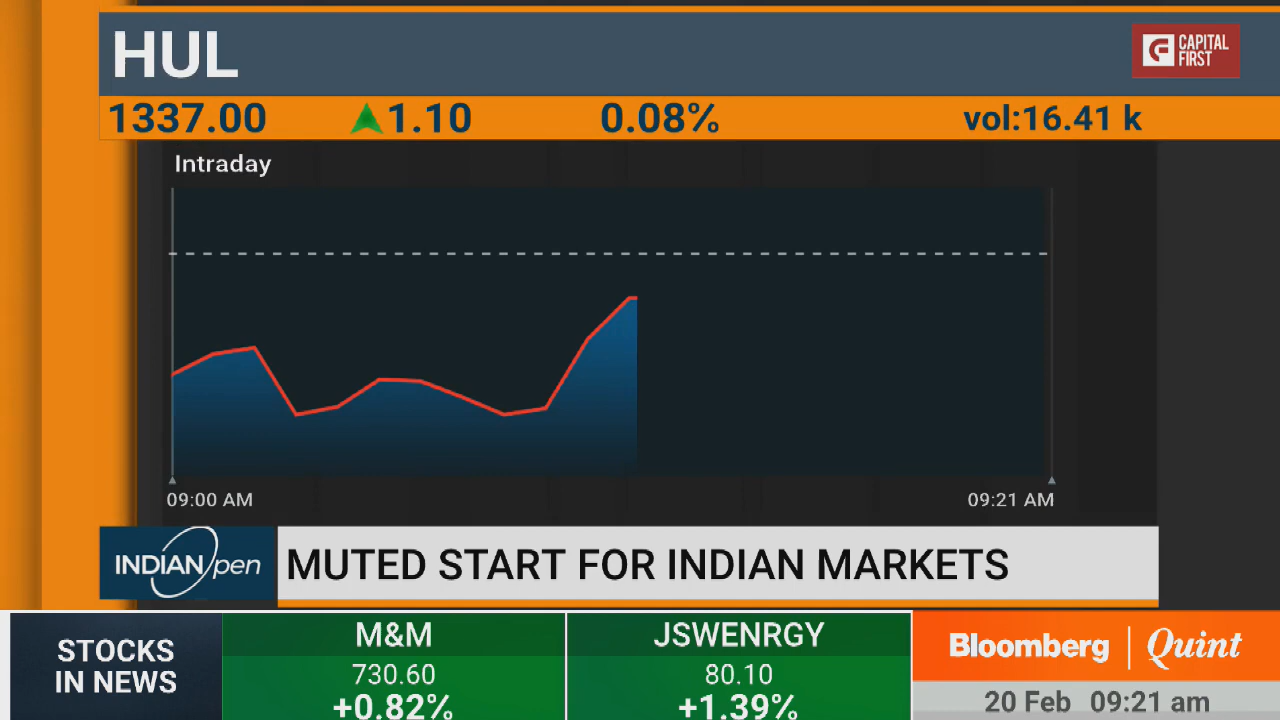 HUL
CAPITAL
FIRST
1337.00 1.10 0.08% vol:16.41 k
Intraday
09:00 AM 09:21 AM
INDIAN Open MUTED START FOR INDIAN MARKETS
STOCKS
IN NEWS
M&M
730.60
+0.82%
JSWENRGY
80.10
+1.39%
Bloomberg | Quint
20 Feb 09:21 am